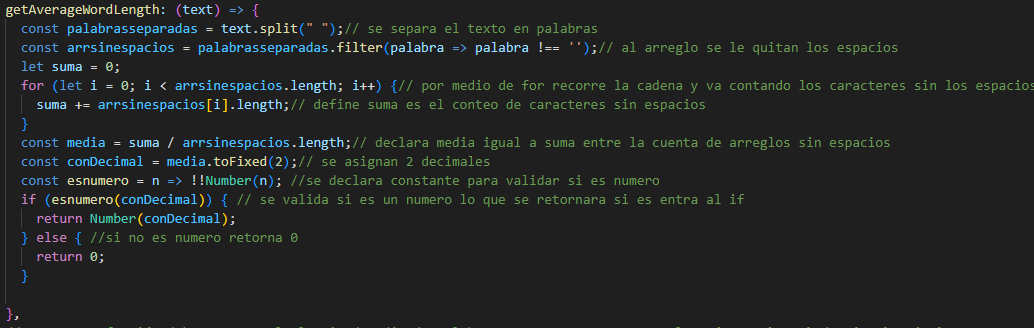 getAverageWordLength: (text) => {
const palabrasseparadas = text.split(" ");// se separa el texto en palabras
const arrsinespacios = palabrasseparadas.filter(palabra => palabra !== '');// al arreglo se le quitan los espacios
let suma = 0;
for (let i = 0; i < arrsinespacios.length; i++) {// por medio de for recorre la cadena y va contando los caracteres sin los espacios
suma += arrsinespacios[i].length;// define suma es el conteo de caracteres sin espacios
}
const media = suma / arrsinespacios.length;// declara media igual a suma entre la cuenta de arreglos sin espacios
const conDecimal = media.toFixed(2);// se asignan 2 decimales
const esnumero = n => !!Number(n); //se declara constante para validar si es numero
if (esnumero(conDecimal)) { // se valida si es un numero lo que se retornara si es entra al if
return Number(conDecimal);
} else { //si no es numero retorna 0
return 0;
}
},